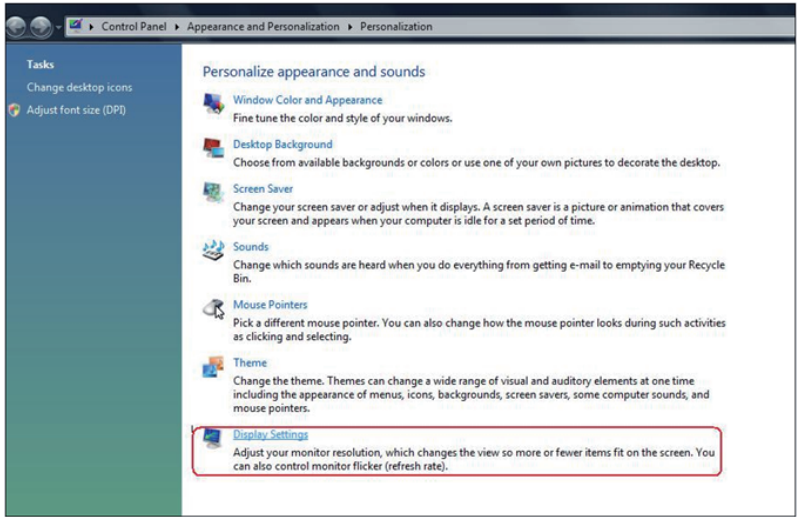 Control Panel ▸ Appearance and Personalization ▸ Personalization
Tasks
Change desktop icons
Adjust font size (DPI)
Personalize appearance and sounds
Window Color and Appearance
Fine tune the color and style of your windows.
Desktop Background
Choose from available backgrounds or colors or use one of your own pictures to decorate the desktop.
Screen Saver
Change your screen saver or adjust when it displays. A screen saver is a picture or animation that covers
your screen and appears when your computer is idle for a set period of time.
Sounds
Change which sounds are heard when you do everything from getting e-mail to emptying your Recycle
Bin.
Mouse Pointers
Pick a different mouse pointer. You can also change how the mouse pointer looks during such activities
as clicking and selecting.
Theme
Change the theme. Themes can change a wide range of visual and auditory elements at one time
including the appearance of menus, icons, backgrounds, screen savers, some computer sounds, and
mouse pointers.
Display Settings
Adjust your monitor resolution, which changes the view so more or fewer items fit on the screen. You
can also control monitor flicker (refresh rate).